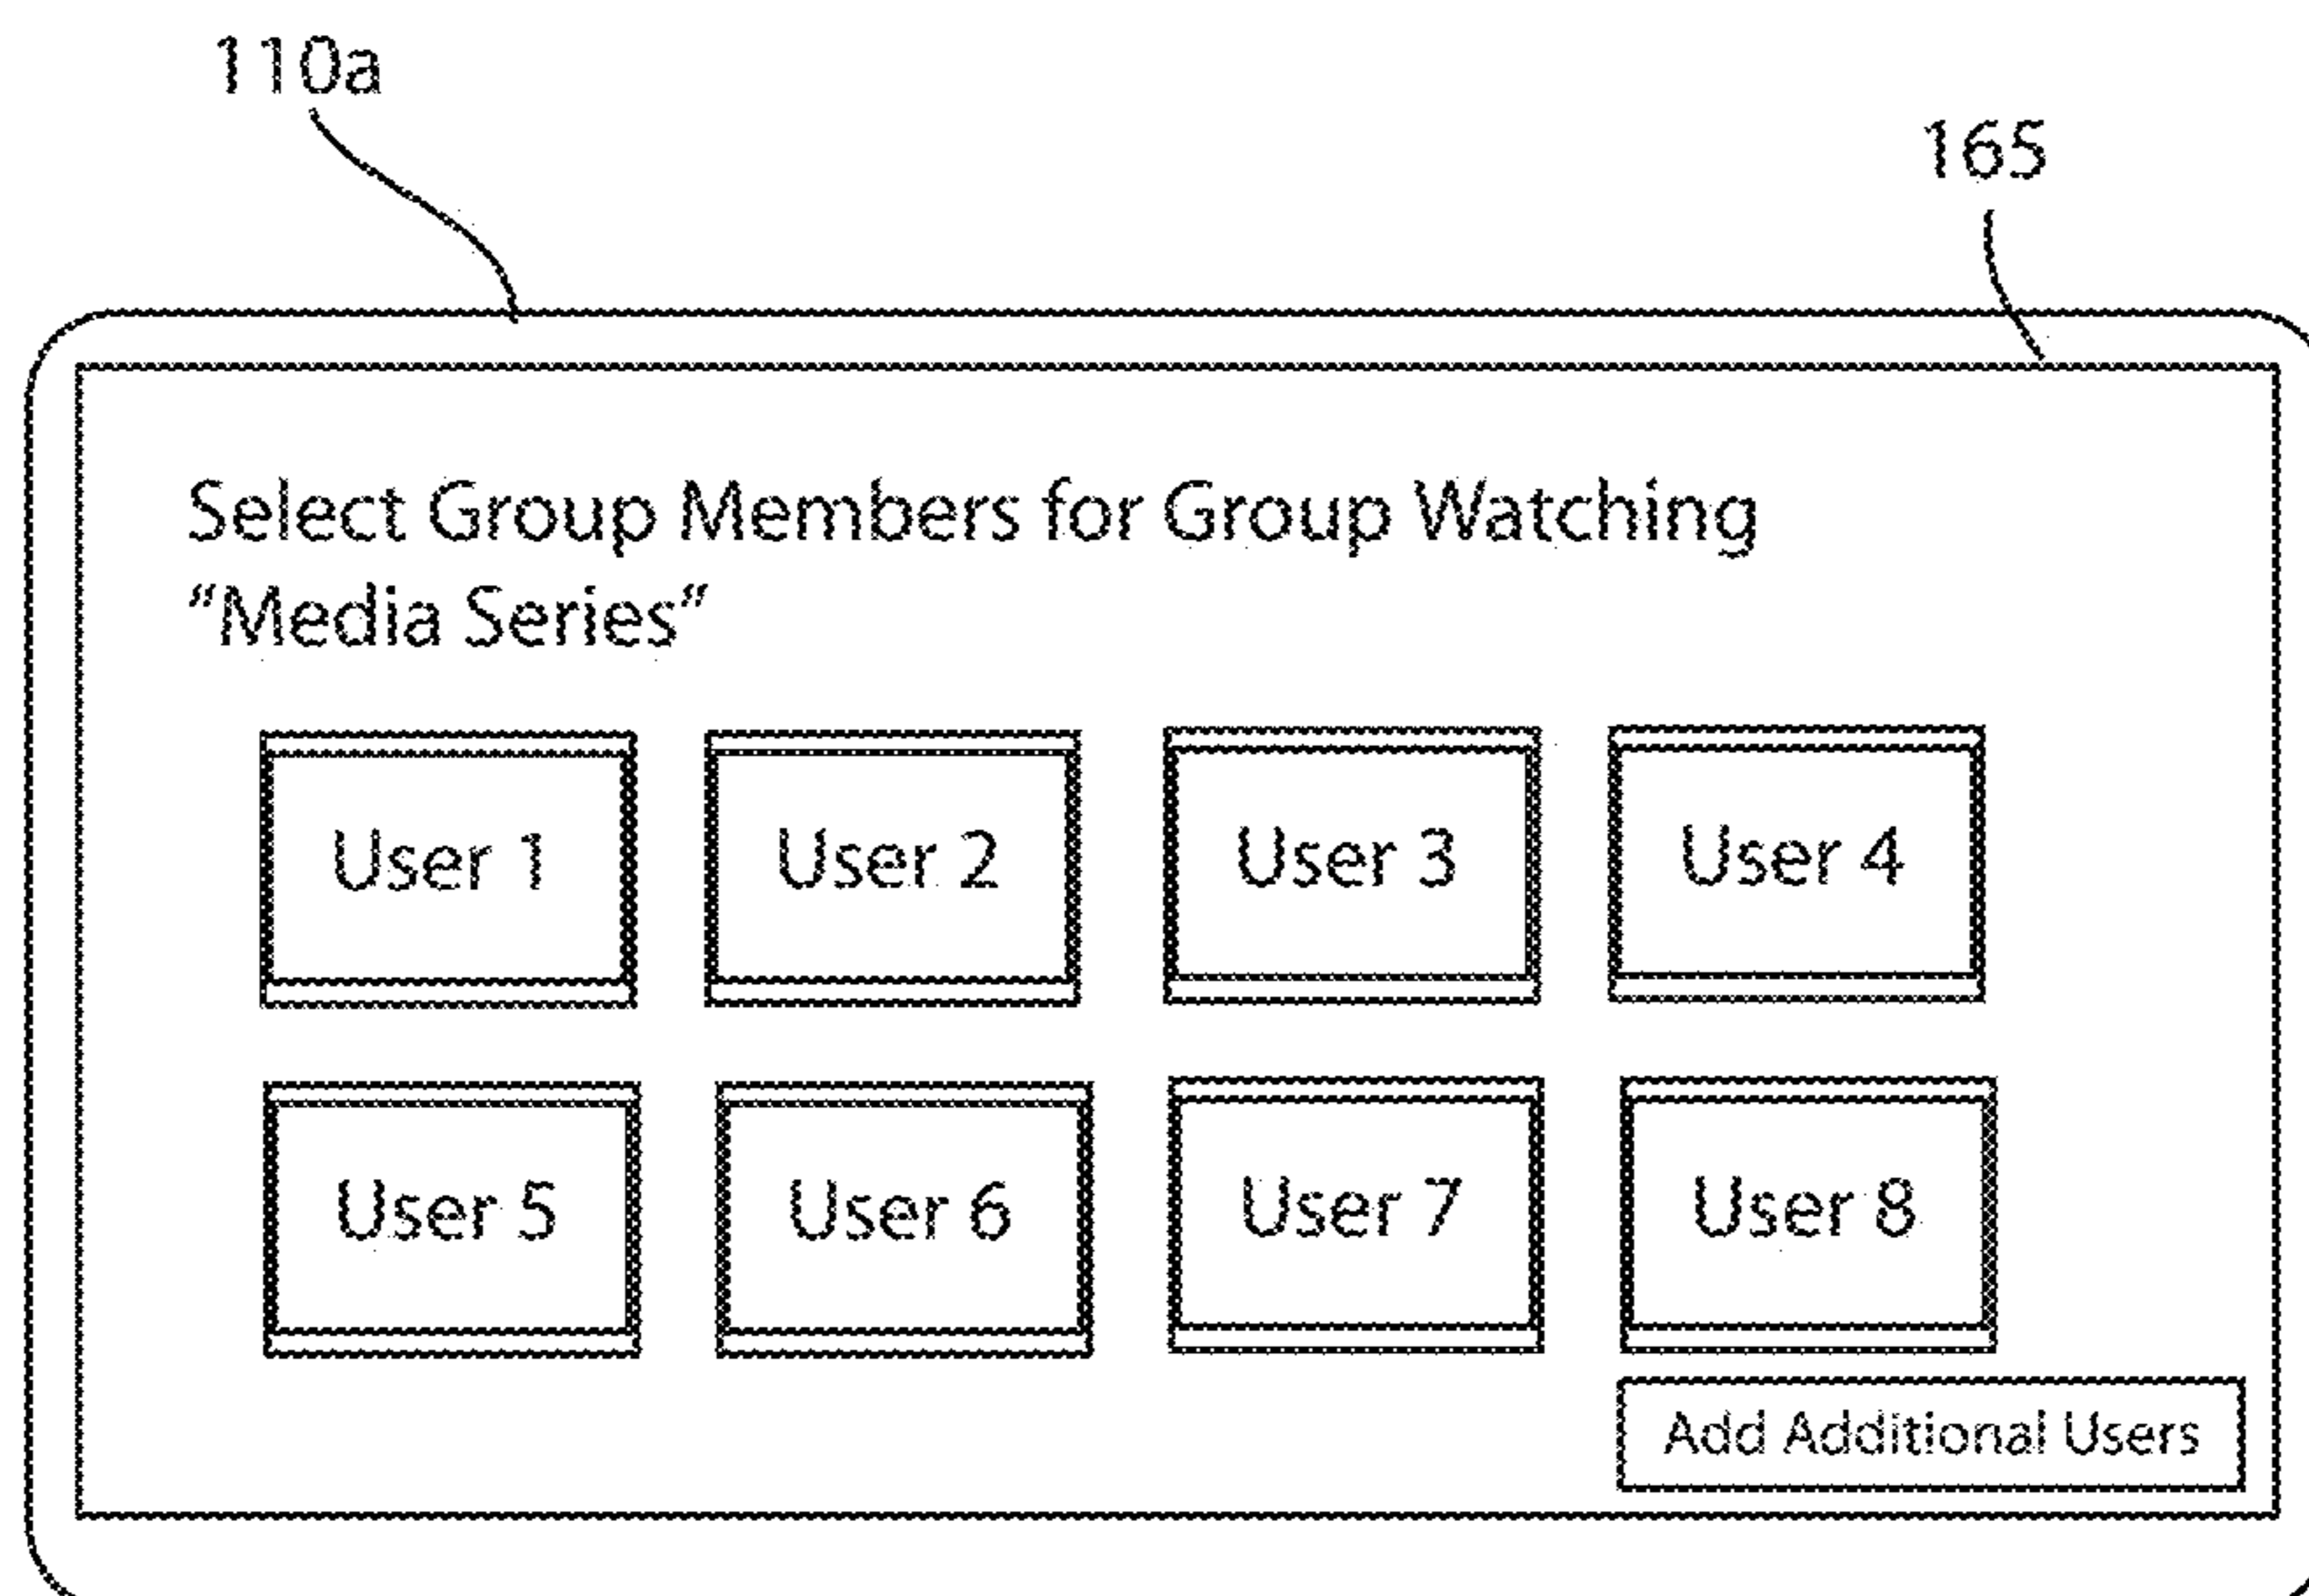 110a
165
Select Group Members for Group Watching
“Media Series“
User 1
User 2
User 3
User 4
User 5
User 6
User 7
User 8
Add Additional Users